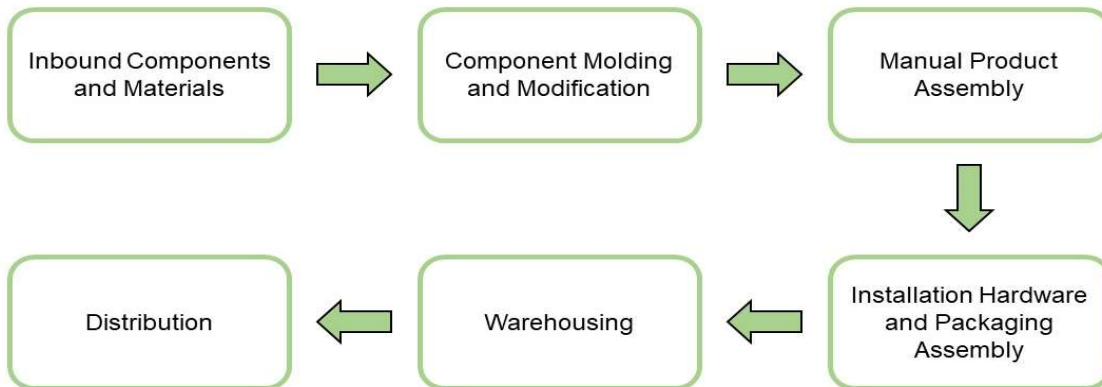 Inbound Components
and Materials
Component Molding
and Modification
Manual Product
Assembly
Installation Hardware
and Packaging
Assembly
Warehousing
Distribution